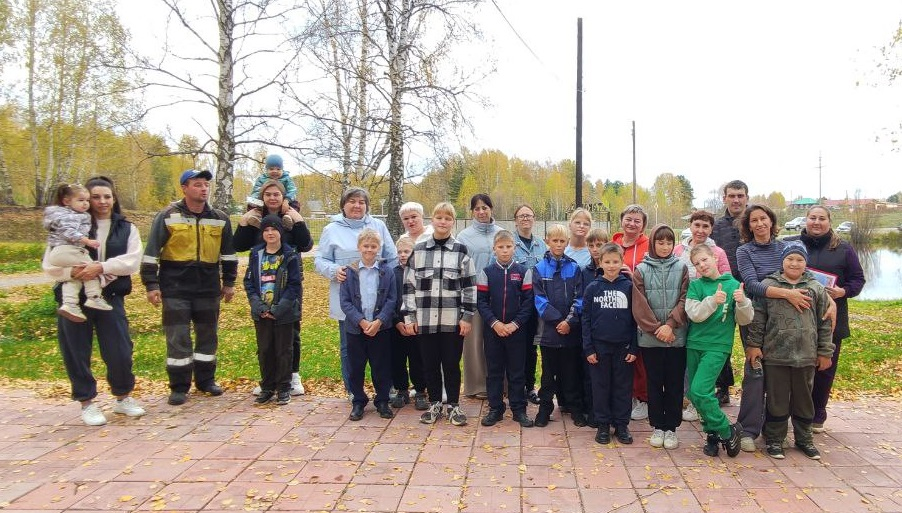 THE
NORTH
FACE